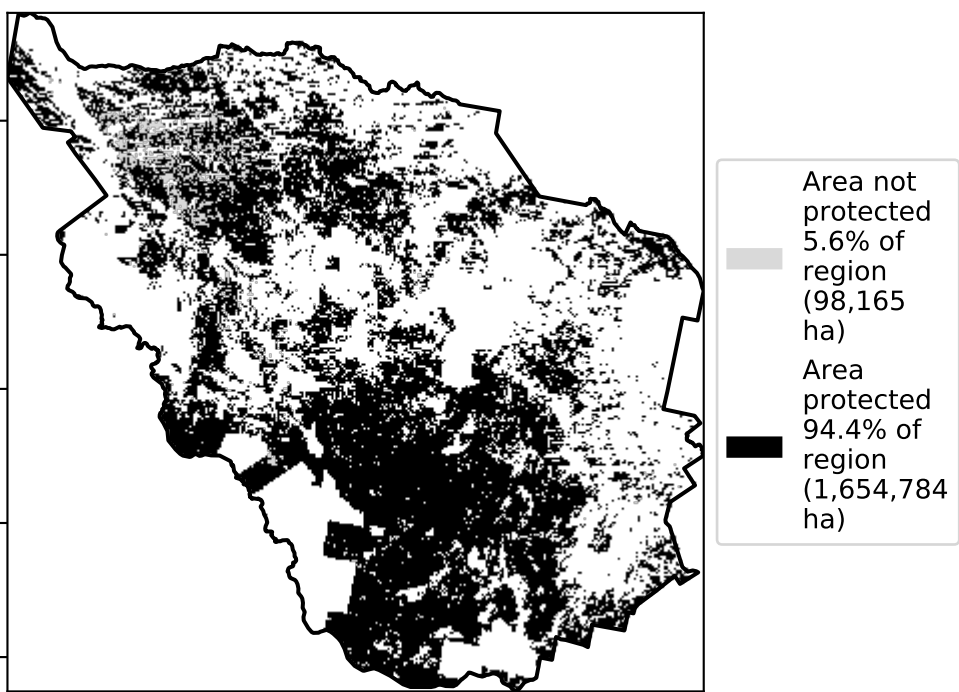 Area not
protected
5.6% of
region
(98,165
ha)
Area
protected
94.4% of
region
(1,654,784
ha)